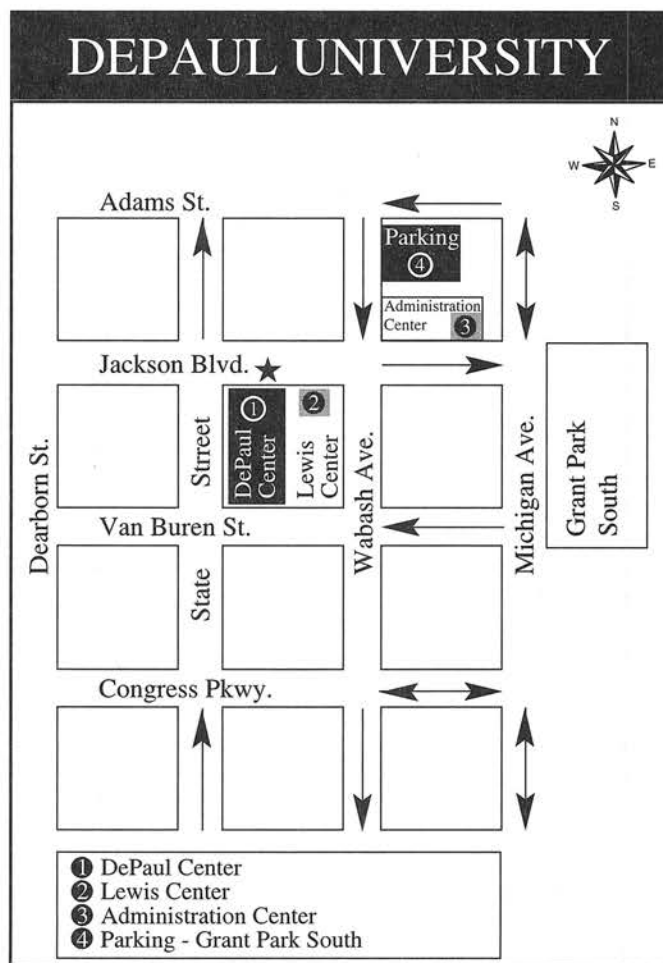 DEPAUL UNIVERSITY
N
W E
S
Adams St.
Parking
4
Administration
Center 3
Jackson Blvd.
1
DePaul
Center
2
Lewis
Center
Dearborn St.
Strreet
State
Wabash Ave.
Michigan Ave.
Grant Park
South
Van Buren St.
Congress Pkwy.
1 DePaul Center
2 Lewis Center
3 Administration Center
4 Parking - Grant Park South